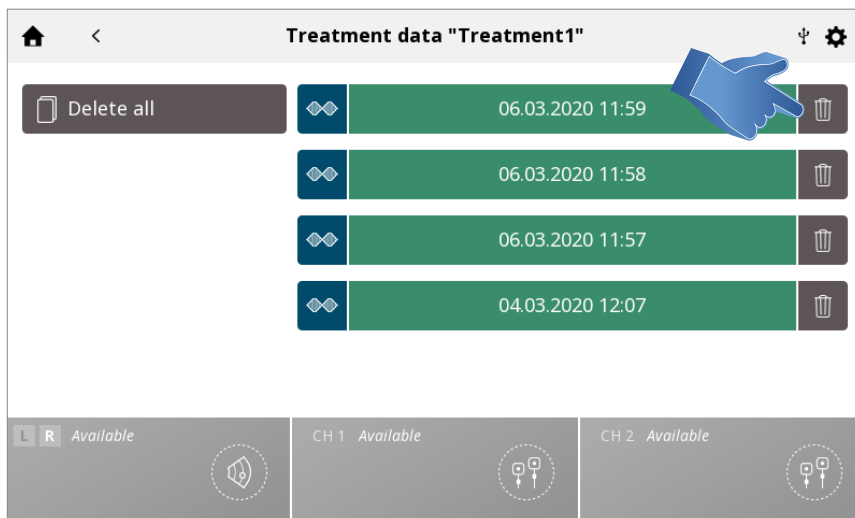 Treatment data "Treatment1"
Delete all
06.03.2020 11:59
06.03.2020 11:58
06.03.2020 11:57
04.03.2020 12:07
L R Available
CH 1 Available
CH 2 Available